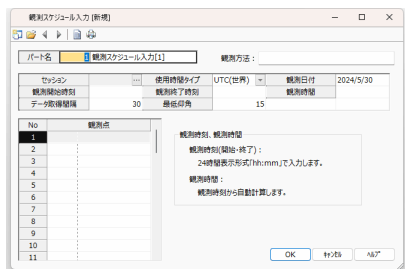 観測スケジュール入力 [新規]
パート名 1 観測スケジュール入力[1] 観測方法：
セッション ... 使用時間タイプ UTC(世界) 観測日付 2024/5/30
観測開始時刻 観測終了時刻 観測時間
データ取得間隔 30 最低仰角 15
No 観測点
1
2
3
4
5
6
7
8
9
10
11
観測時刻、観測時間
観測時刻(開始・終了)：
24時間表示形式「hh:mm」で入力します。
観測時間：
観測時刻から自動計算します。
OK キャンセル ヘルプ